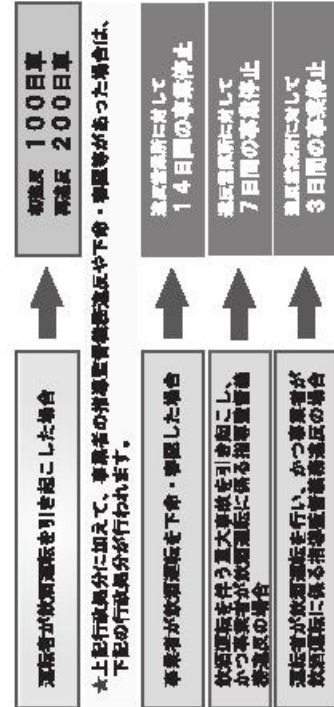 運転者が飲酒運転を引き起こした場合
初違反 100日車
再違反 200日車
★上記行政処分に加えて、事業者の指導監督義務違反や下命・容認等があった場合は、
下記の行政処分が行われます。
事業者が飲酒運転を下命・容認した場合
違反営業所に対して
14日間の事業停止
飲酒運転を伴う重大事故を引き起こし、
かつ事業者が飲酒運転に係る指導監督義
務違反の場合
違反営業所に対して
7日間の事業停止
運転者が飲酒運転を行い、かつ事業者が
飲酒運転に係る指導監督義務違反の場合
違反営業所に対して
3日間の事業停止